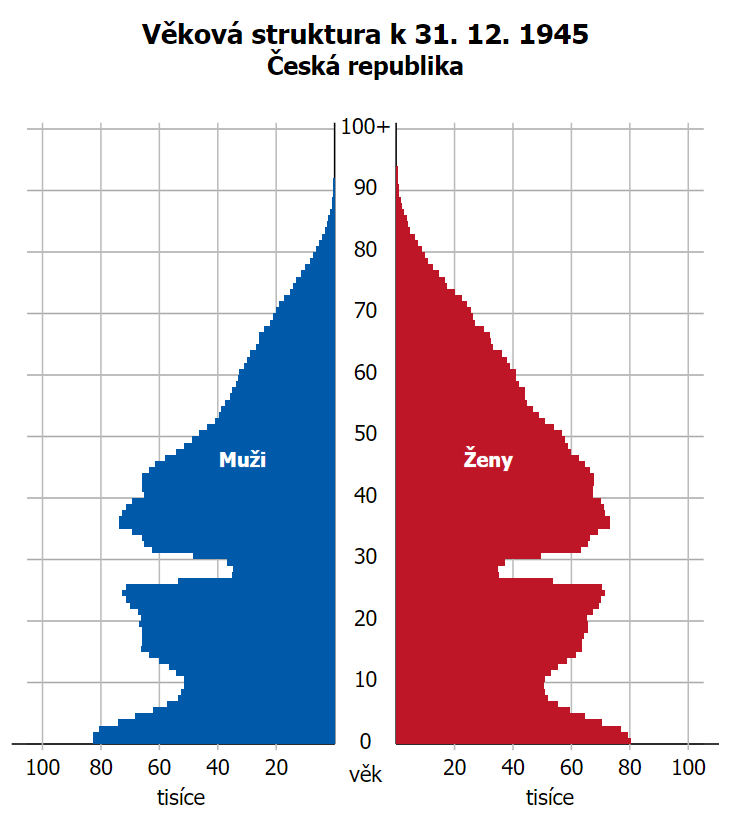 Věková struktura k 31. 12. 1945
Česká republika
100+
90
80
70
60
50
Muži
Ženy
40
30
20
10
0
100 80 60 40 20 věk 20 40 60 80 100
tisíce tisíce